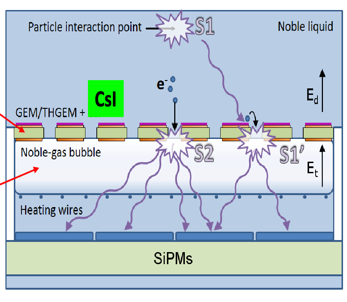 Particle interaction point
S1
Noble liquid
GEM/THGEM +
CsI
e-
Ed
Noble-gas bubble
S2
S1'
Et
Heating wires
SiPMs